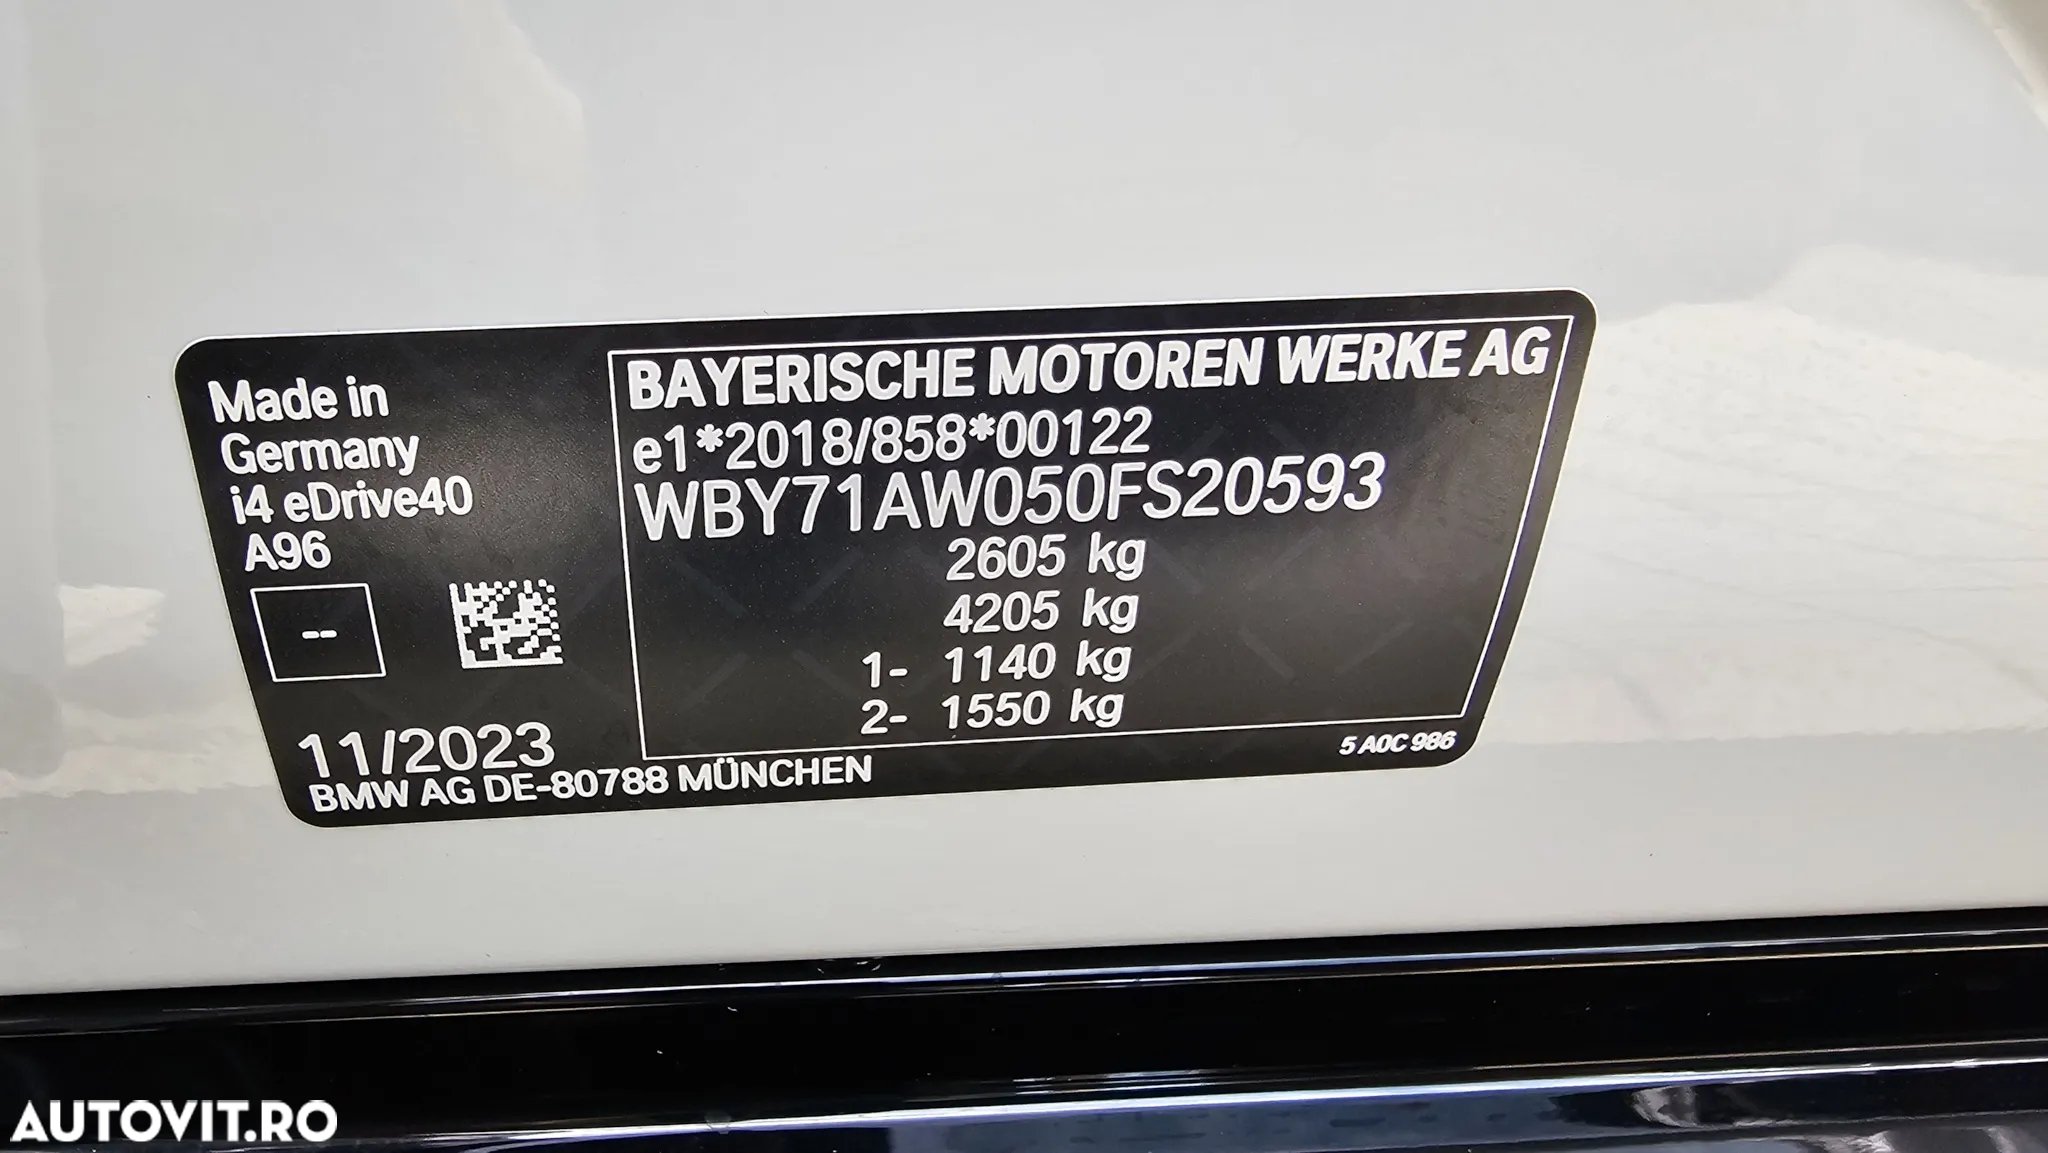 Made in
Germany
i4 eDrive40
A96
--
11/2023
BMW AG DE-80788 MÜNCHEN
BAYERISCHE MOTOREN WERKE AG
e1*2018/858*00122
WBY71AW050FS20593
2605 kg
4205 kg
1- 1140 kg
2- 1550 kg
5 A0C 986
AUTOVIT.RO